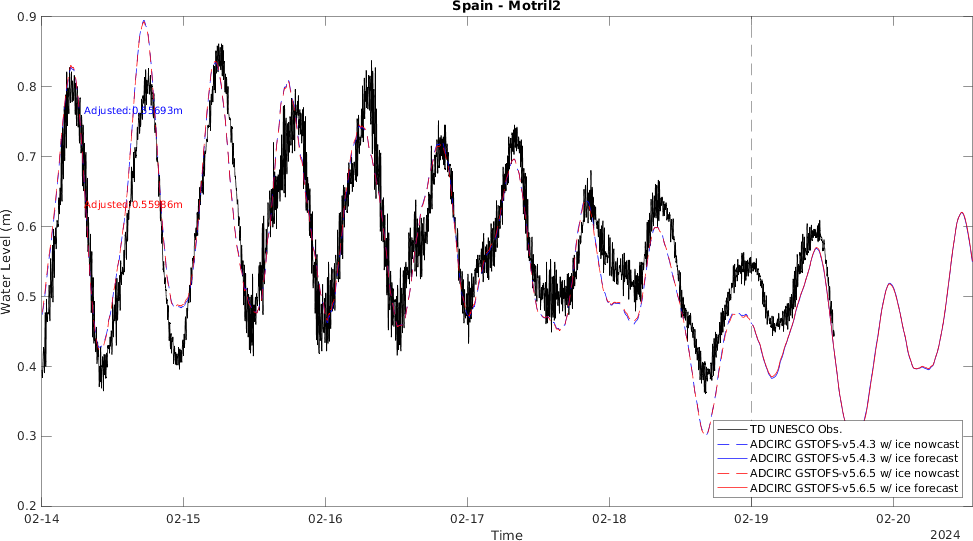 Spain - Motril2
0.9
0.8
0.7
0.6
0.5
0.4
0.3
0.2
Water Level (m)
Adjusted:0.55693m
Adjusted:0.55986m
TD UNESCO Obs.
ADCIRC GSTOFS-v5.4.3 w/ ice nowcast
ADCIRC GSTOFS-v5.4.3 w/ ice forecast
ADCIRC GSTOFS-v5.6.5 w/ ice nowcast
ADCIRC GSTOFS-v5.6.5 w/ ice forecast
02-14 02-15 02-16 02-17 02-18 02-19 02-20
Time
2024